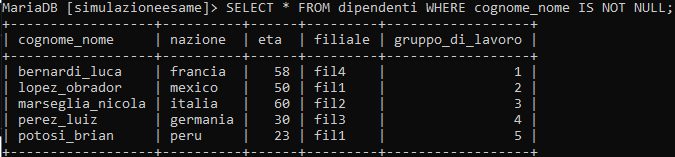 MariaDB [simulazioneesame]> SELECT * FROM dipendenti WHERE cognome_nome IS NOT NULL;
+------------------+----------+------+---------+------------------+
| cognome_nome     | nazione  | eta  | filiale | gruppo_di_lavoro |
+------------------+----------+------+---------+------------------+
| bernardi_luca    | francia  |   58 | fil4    |                1 |
| lopez_obrador    | mexico   |   50 | fil1    |                2 |
| marseglia_nicola | italia   |   60 | fil2    |                3 |
| perez_luiz       | germania |   30 | fil3    |                4 |
| potosi_brian     | peru     |   23 | fil1    |                5 |
+------------------+----------+------+---------+------------------+